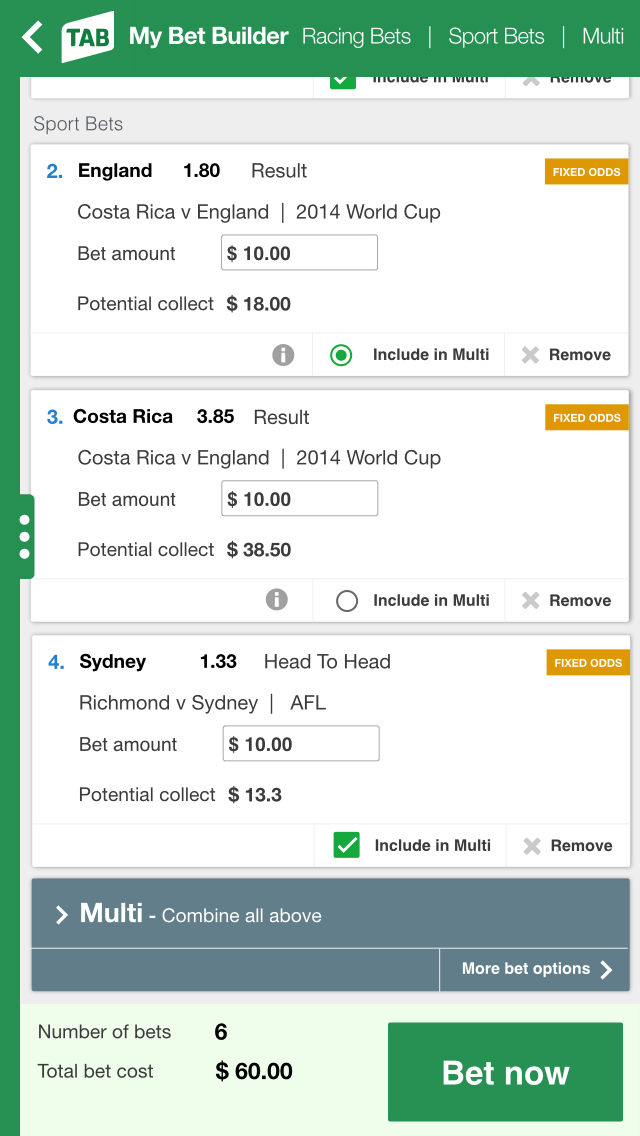 TAB My Bet Builder Racing Bets | Sport Bets | Multi
Include in Multi Remove
Sport Bets
2. England 1.80 Result FIXED ODDS
Costa Rica v England | 2014 World Cup
Bet amount $ 10.00
Potential collect $ 18.00
i Include in Multi Remove
3. Costa Rica 3.85 Result FIXED ODDS
Costa Rica v England | 2014 World Cup
Bet amount $ 10.00
Potential collect $ 38.50
i Include in Multi Remove
4. Sydney 1.33 Head To Head FIXED ODDS
Richmond v Sydney | AFL
Bet amount $ 10.00
Potential collect $ 13.3
Include in Multi Remove
Multi - Combine all above
More bet options
Number of bets 6
Total bet cost $ 60.00
Bet now